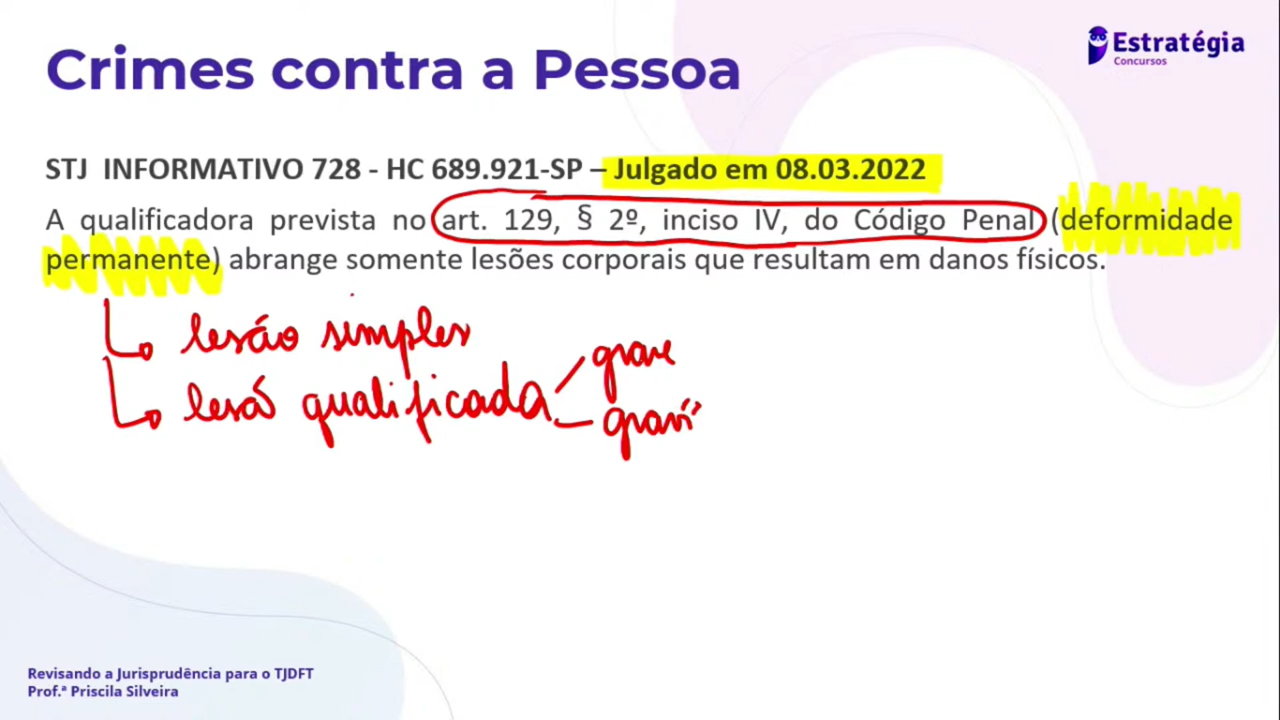 Crimes contra a Pessoa
Estratégia
Concursos
STJ INFORMATIVO 728 - HC 689.921-SP – Julgado em 08.03.2022
A qualificadora prevista no art. 129, § 2º, inciso IV, do Código Penal (deformidade
permanente) abrange somente lesões corporais que resultam em danos físicos.
lesão simples
lesão qualificada
grave
graví"
Revisando a Jurisprudência para o TJDFT
Prof.ª Priscila Silveira